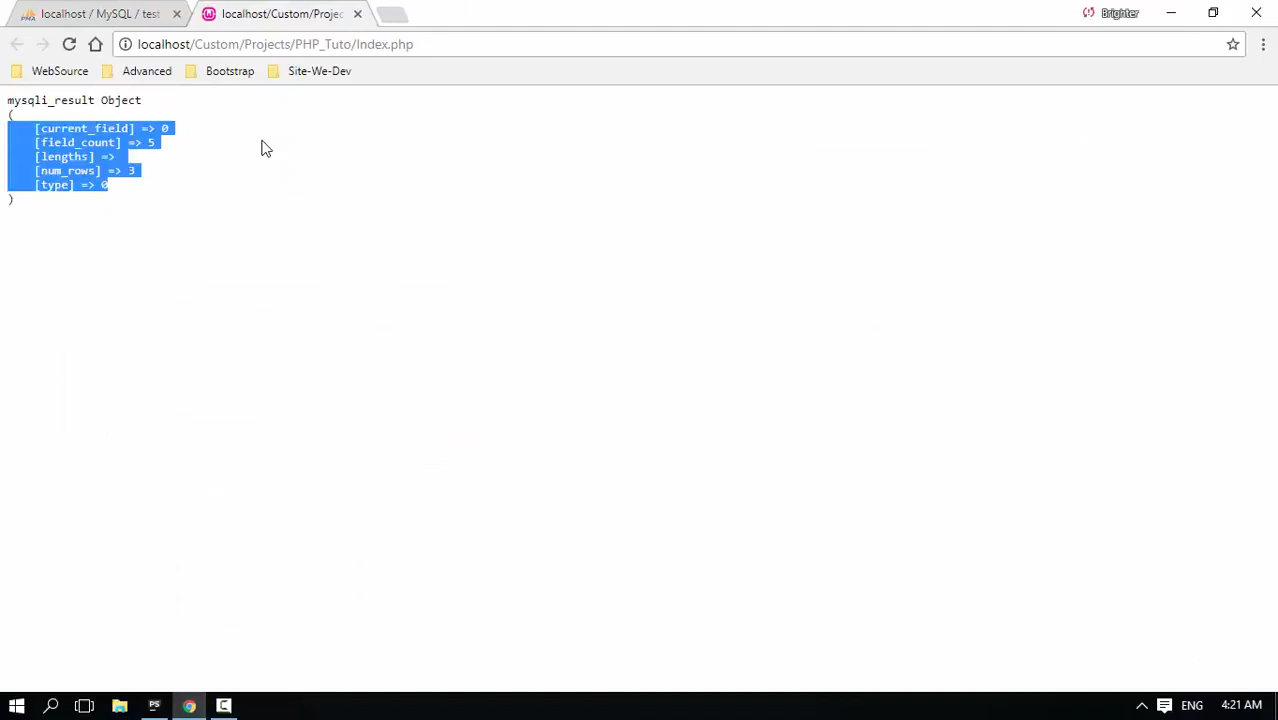 localhost / MySQL / test
localhost/Custom/Projec
Brighter
localhost/Custom/Projects/PHP_Tuto/Index.php
WebSource
Advanced
Bootstrap
Site-We-Dev
mysqli_result Object
(
[current_field] => 0
[field_count] => 5
[lengths] =>
[num_rows] => 3
[type] => 0
)
PS
ENG
4:21 AM